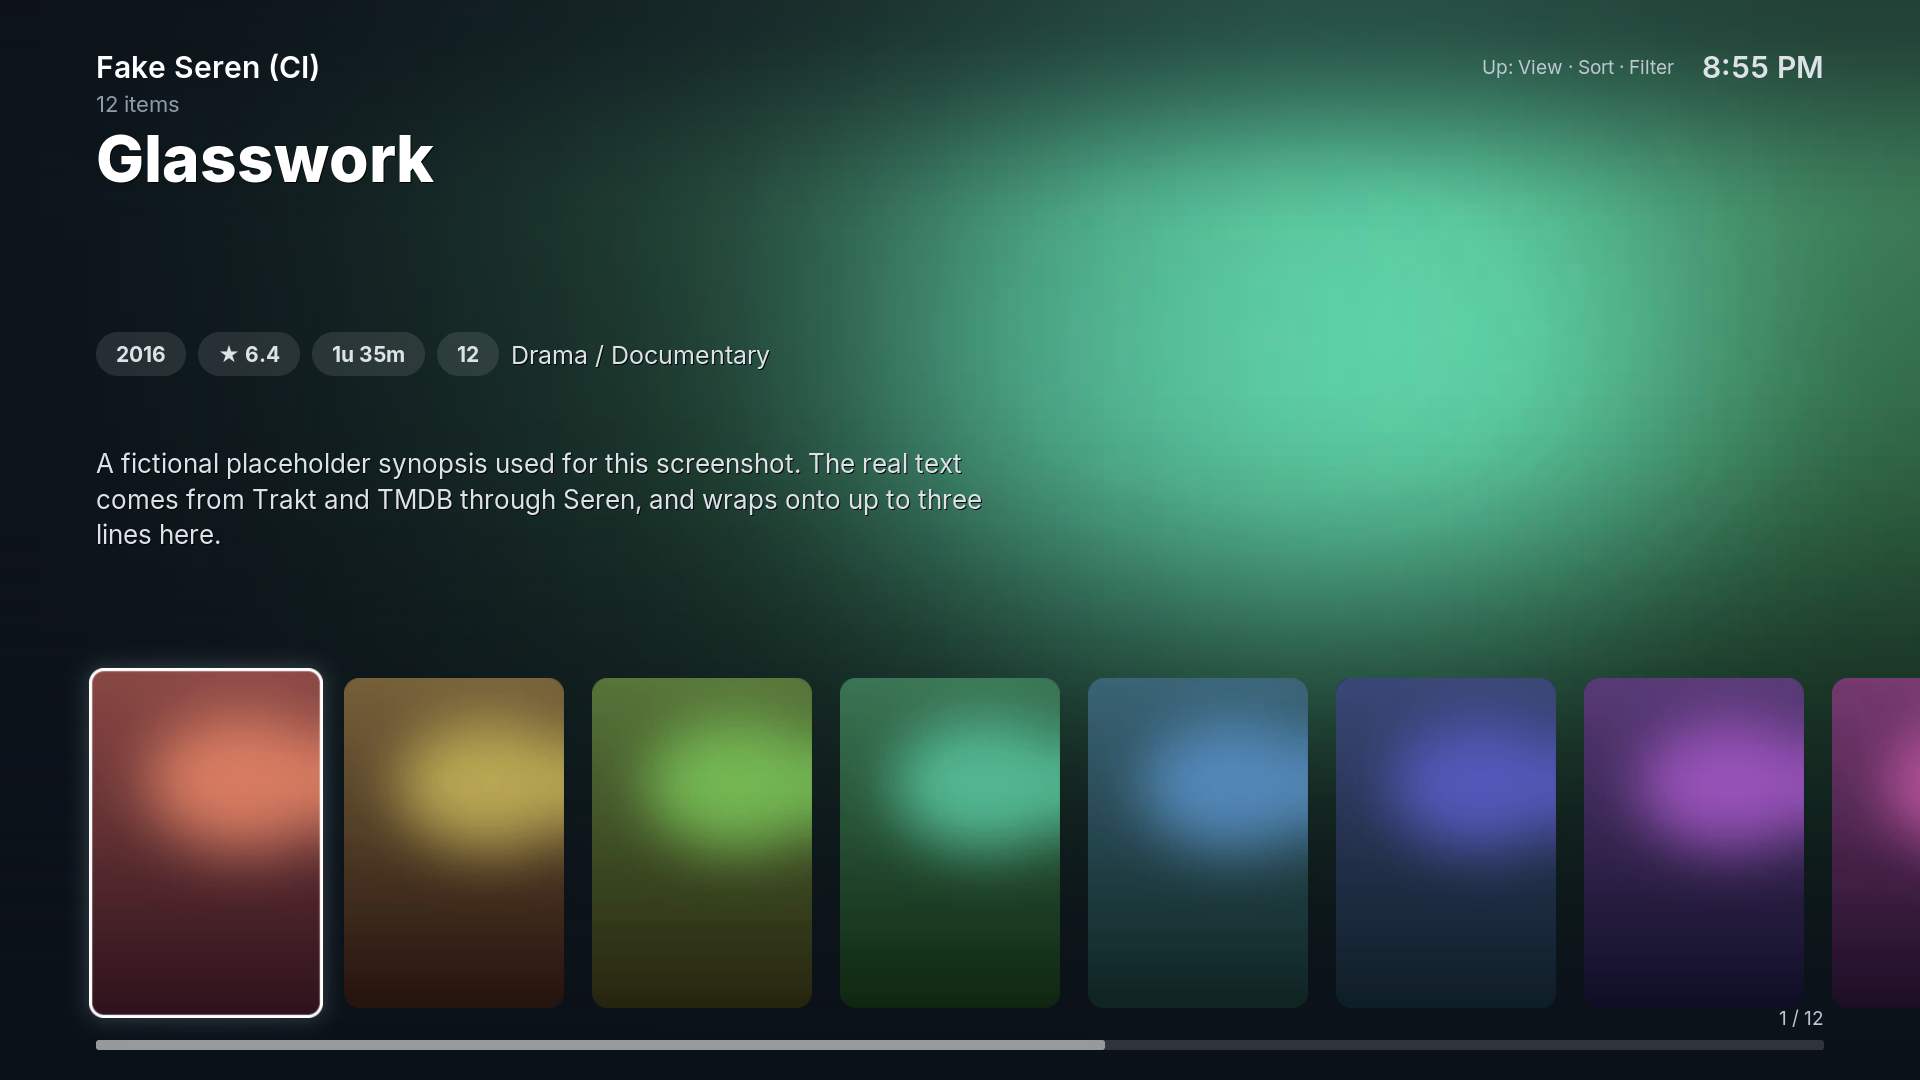 Fake Seren (CI)
12 items
Up: View · Sort · Filter
8:55 PM
Glasswork
2016
★ 6.4
1u 35m
12
Drama / Documentary
A fictional placeholder synopsis used for this screenshot. The real text
comes from Trakt and TMDB through Seren, and wraps onto up to three
lines here.
1 / 12